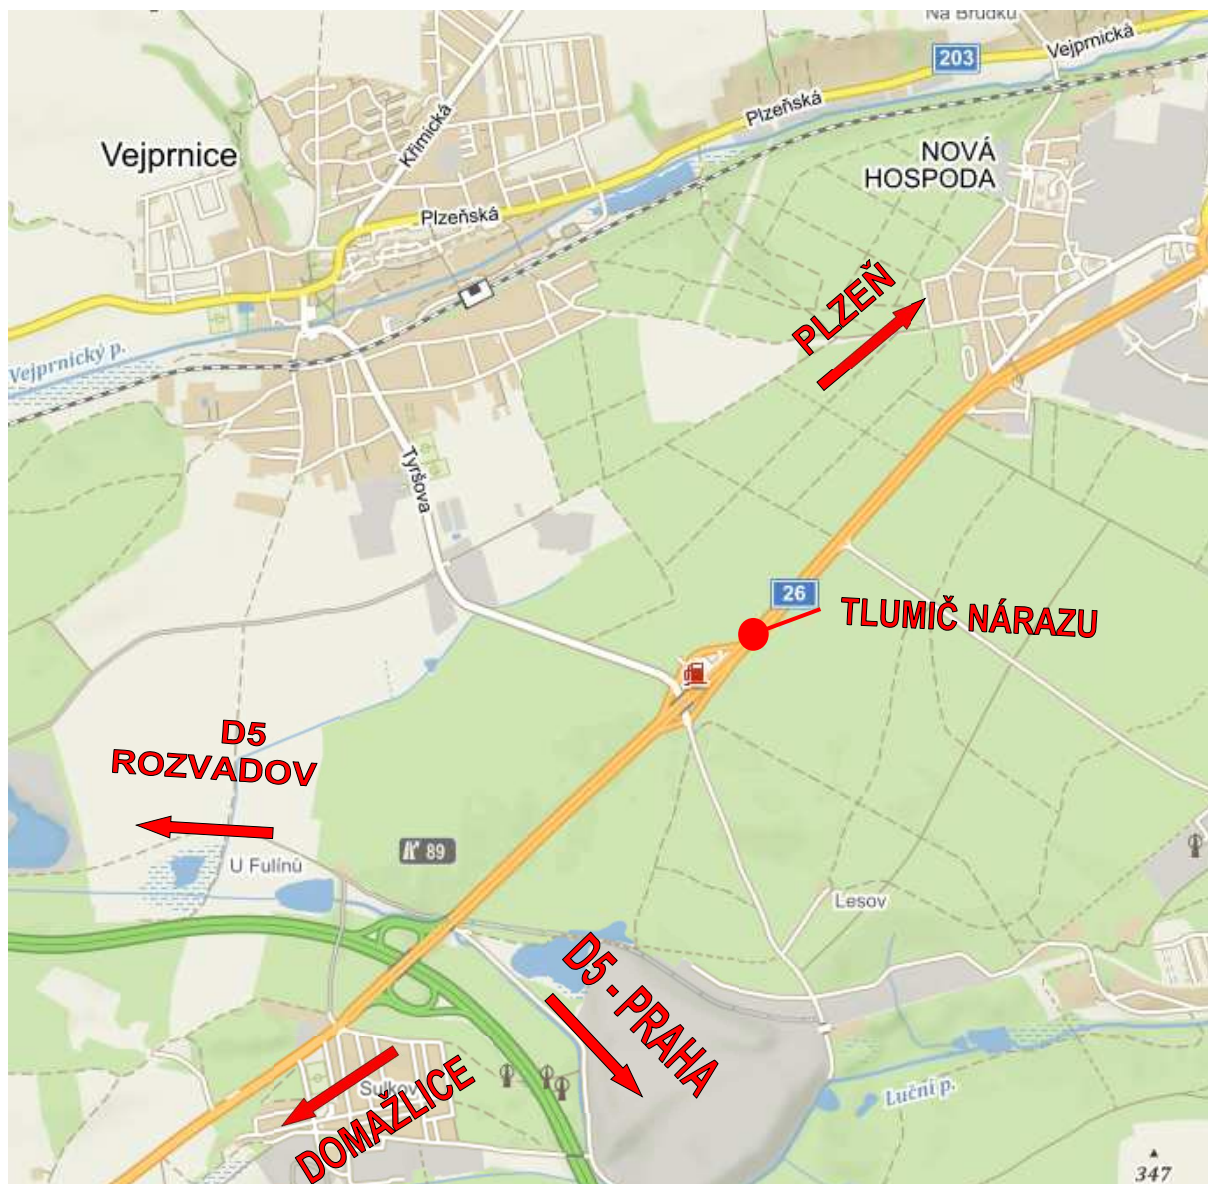 Na Brůdku
Vejprnická
203
Plzeňská
Křimická
Vejprnice
NOVÁ
HOSPODA
Plzeňská
PLZEŇ
Vejprnický p.
Tyršova
26
TLUMIČ NÁRAZU
D5
ROZVADOV
89
U Fulínů
Lesov
D5 - PRAHA
Sulkov
DOMAŽLICE
Luční p.
347